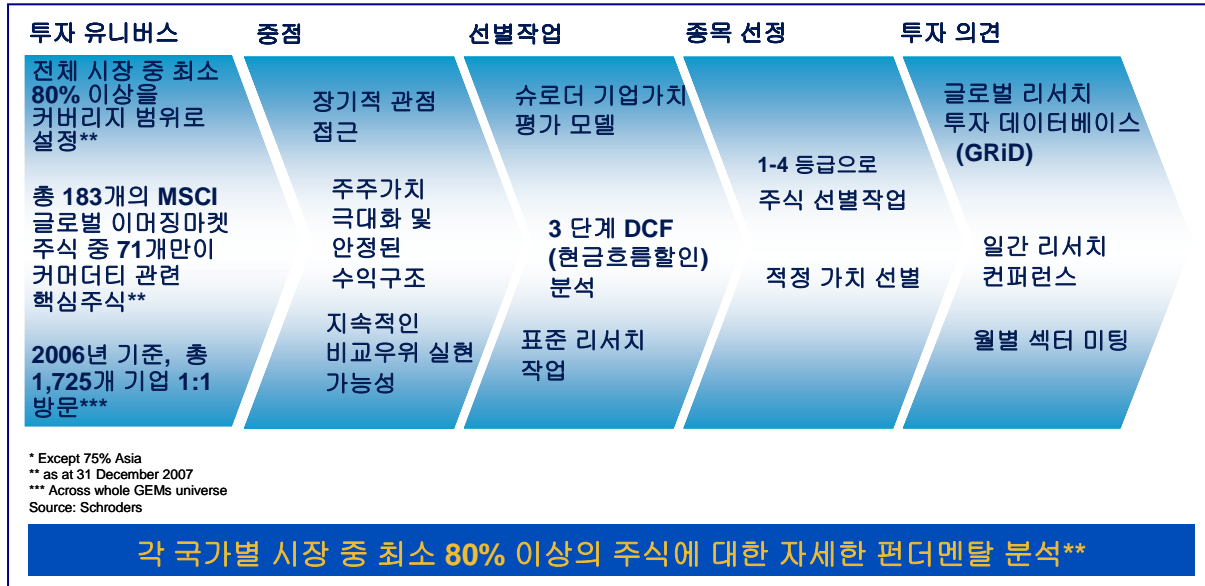 투자 유니버스
전체 시장 중 최소
80% 이상을
커버리지 범위로
설정**
총 183개의 MSCI
글로벌 이머징마켓
주식 중 71개만이
커머더티 관련
핵심주식**
2006년 기준, 총
1,725개 기업 1:1
방문***
중점
장기적 관점
접근
주주가치
극대화 및
안정된
수익구조
지속적인
비교우위 실현
가능성
선별작업
슈로더 기업가치
평가 모델
3 단계 DCF
(현금흐름할인)
분석
표준 리서치
작업
종목 선정
1-4 등급으로
주식 선별작업
적정 가치 선별
투자 의견
글로벌 리서치
투자 데이터베이스
(GRiD)
일간 리서치
컨퍼런스
월별 섹터 미팅
* Except 75% Asia
** as at 31 December 2007
*** Across whole GEMs universe
Source: Schroders
각 국가별 시장 중 최소 80% 이상의 주식에 대한 자세한 펀더멘탈 분석**